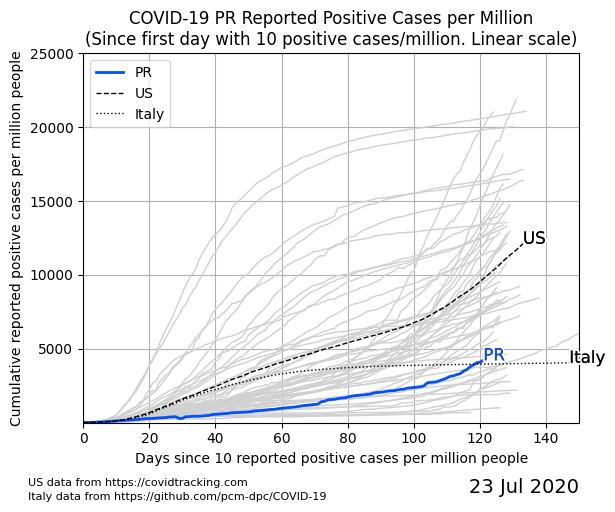 COVID-19 PR Reported Positive Cases per Million
(Since first day with 10 positive cases/million. Linear scale)
Cumulative reported positive cases per million people
25000
20000
15000
10000
5000
PR
US
Italy
US
PR
Italy
0
20
40
60
80
100
120
140
Days since 10 reported positive cases per million people
US data from https://covidtracking.com
Italy data from https://github.com/pcm-dpc/COVID-19
23 Jul 2020